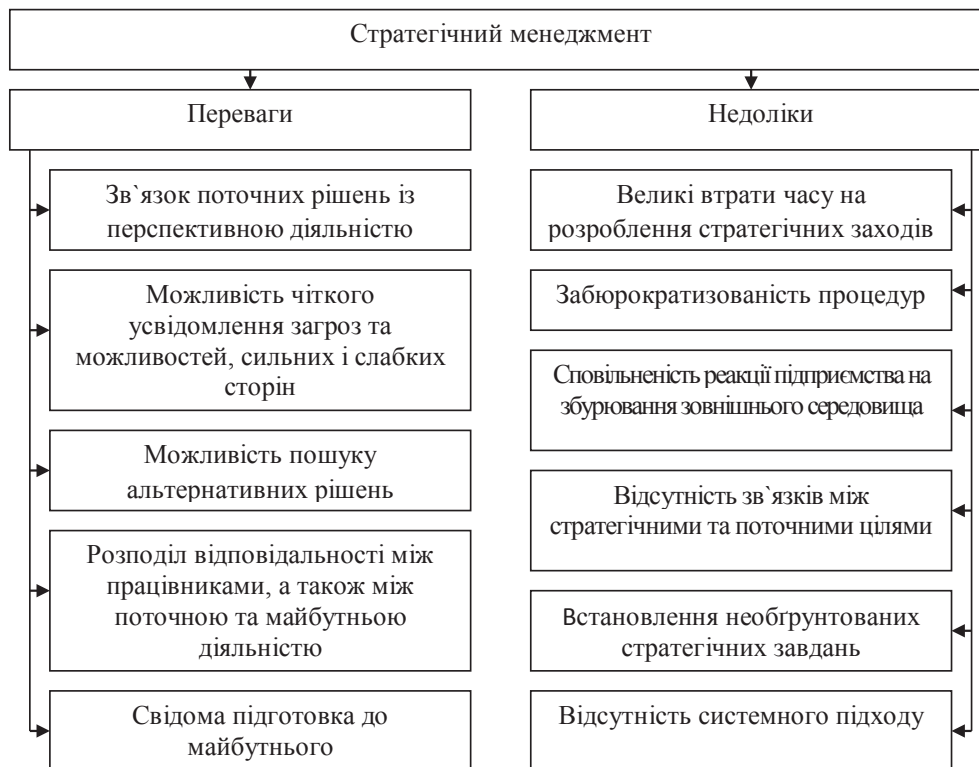 Стратегічний менеджмент
Переваги
Недоліки
Зв`язок поточних рішень із
перспективною діяльністю
Можливість чіткого
усвідомлення загроз та
можливостей, сильних і слабких
сторін
Можливість пошуку
альтернативних рішень
Розподіл відповідальності між
працівниками, а також між
поточною та майбутньою
діяльністю
Свідома підготовка до
майбутнього
Великі втрати часу на
розроблення стратегічних заходів
Забюрократизованість процедур
Сповільненість реакції підприємства на
збурювання зовнішнього середовища
Відсутність зв`язків між
стратегічними та поточними цілями
Встановлення необґрунтованих
стратегічних завдань
Відсутність системного підходу